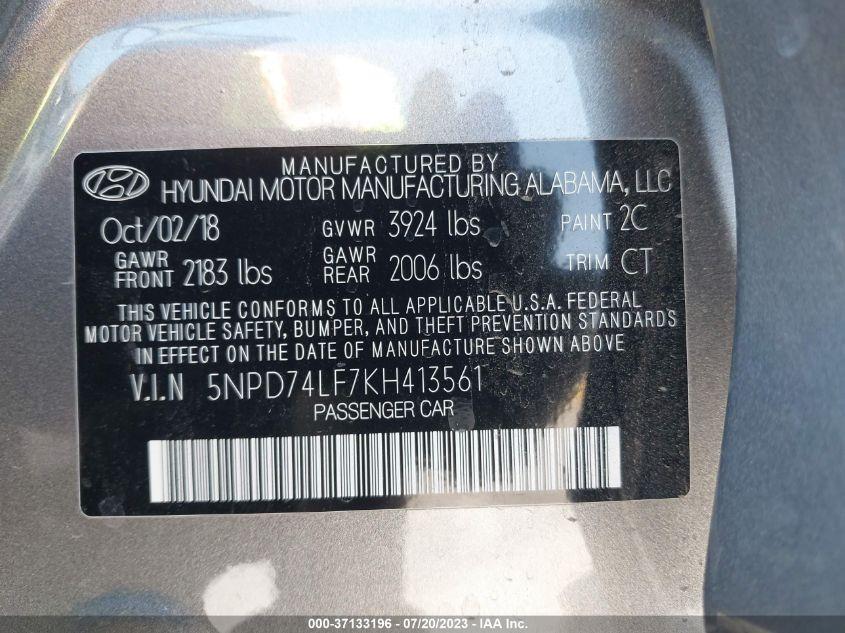 MANUFACTURED BY
HYUNDAI MOTOR MANUFACTURING ALABAMA, LLC
Oct/02/18 GVWR 3924 lbs PAINT 2C
GAWR FRONT 2183 lbs GAWR REAR 2006 lbs TRIM CT
THIS VEHICLE CONFORMS TO ALL APPLICABLE U.S.A. FEDERAL
MOTOR VEHICLE SAFETY, BUMPER, AND THEFT PREVENTION STANDARDS
IN EFFECT ON THE DATE OF MANUFACTURE SHOWN ABOVE
V.I.N 5NPD74LF7KH413561
PASSENGER CAR
000-37133196 - 07/20/2023 - IAA Inc.